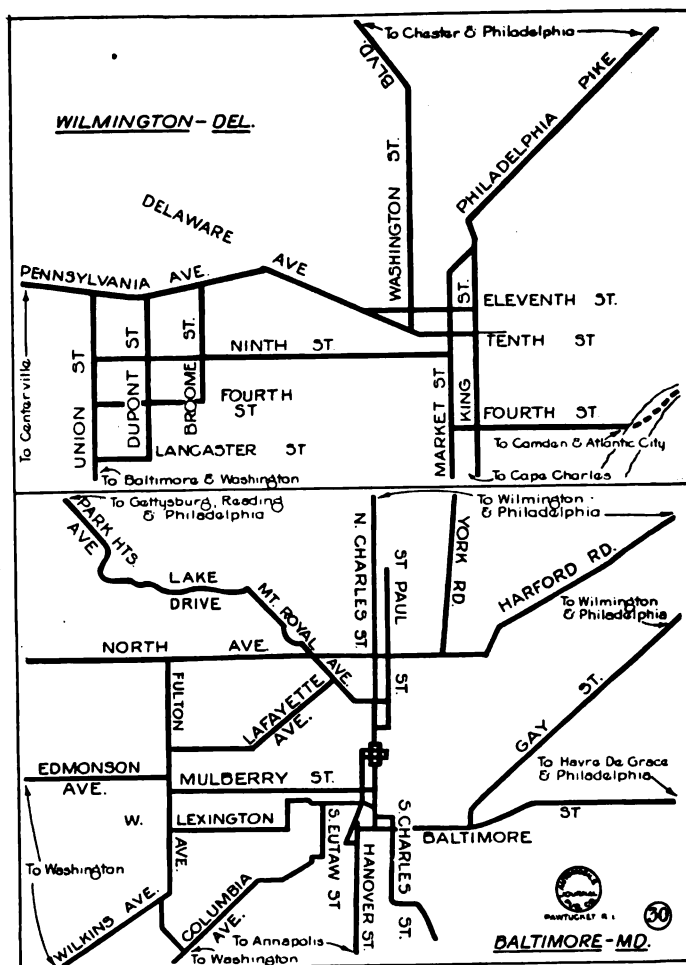 To Chester & Philadelphia
BLVD.
PHILADELPHIA PIKE
WILMINGTON-DEL.
WASHINGTON ST.
DELAWARE AVE
PENNSYLVANIA AVE.
ELEVENTH ST.
TENTH ST
NINTH ST.
To Centerville
UNION ST
DUPONT ST
BROOME ST.
FOURTH ST
MARKET ST
KING ST.
FOURTH ST.
LANCASTER ST
To Camden & Atlantic City
To Baltimore & Washington
To Cape Charles
To Gettysburg, Reading
& Philadelphia
To Wilmington
& Philadelphia
PARK HTS. AVE
N. CHARLES ST.
ST PAUL ST.
YORK RD.
HARFORD RD.
LAKE
DRIVE
MT. ROYAL AVE.
To Wilmington
& Philadelphia
NORTH AVE.
FULTON AVE.
LAFAYETTE AVE.
GAY ST.
EDMONSON
AVE.
MULBERRY ST.
To Havre De Grace
& Philadelphia
W. LEXINGTON
S. EUTAW ST
HANOVER ST.
S. CHARLES ST.
BALTIMORE ST
To Washington
WILKINS AVE.
COLUMBIA AVE.
To Annapolis
To Washington
AUTOMOBILE
JOURNAL
PUB. CO.
PAWTUCKET R.I.
30
BALTIMORE-MD.